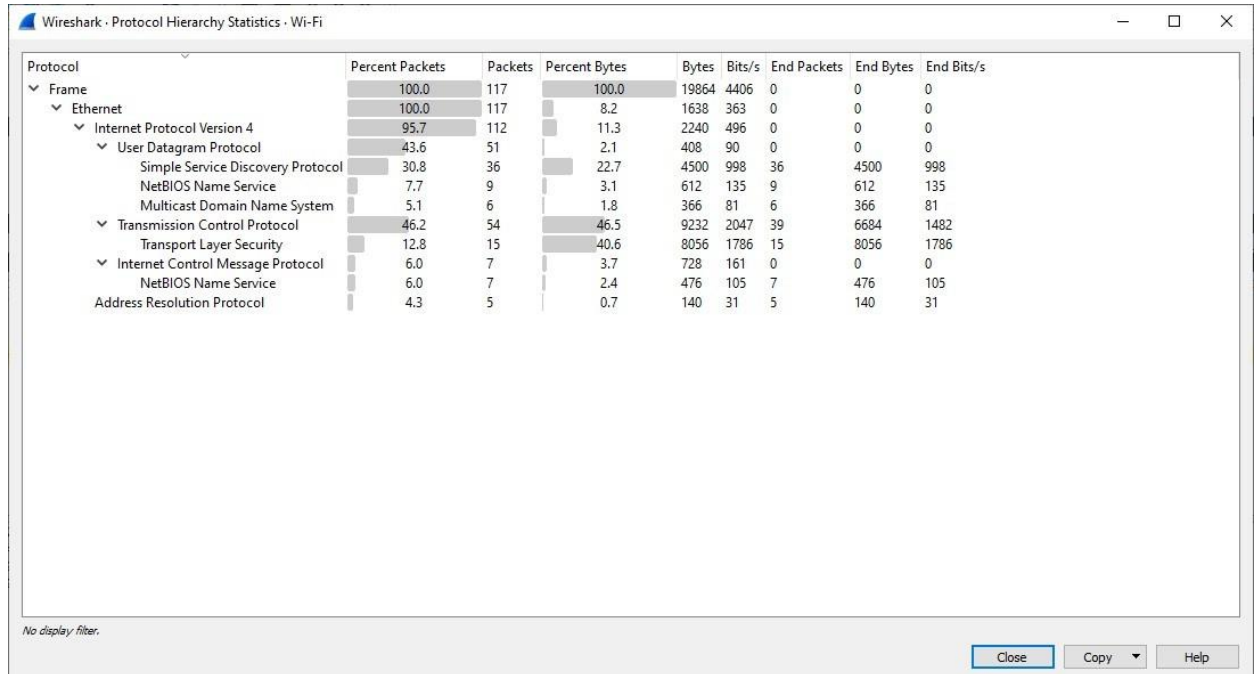 Wireshark · Protocol Hierarchy Statistics · Wi-Fi
Protocol Percent Packets Packets Percent Bytes Bytes Bits/s End Packets End Bytes End Bits/s
Frame 100.0 117 100.0 19864 4406 0 0 0
Ethernet 100.0 117 8.2 1638 363 0 0 0
Internet Protocol Version 4 95.7 112 11.3 2240 496 0 0 0
User Datagram Protocol 43.6 51 2.1 408 90 0 0 0
Simple Service Discovery Protocol 30.8 36 22.7 4500 998 36 4500 998
NetBIOS Name Service 7.7 9 3.1 612 135 9 612 135
Multicast Domain Name System 5.1 6 1.8 366 81 6 366 81
Transmission Control Protocol 46.2 54 46.5 9232 2047 39 6684 1482
Transport Layer Security 12.8 15 40.6 8056 1786 15 8056 1786
Internet Control Message Protocol 6.0 7 3.7 728 161 0 0 0
NetBIOS Name Service 6.0 7 2.4 476 105 7 476 105
Address Resolution Protocol 4.3 5 0.7 140 31 5 140 31
No display filter.
Close Copy Help